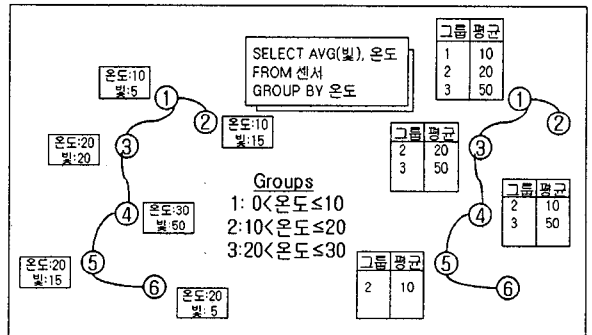 SELECT AVG(빛), 온도
FROM 센서
GROUP BY 온도
온도:10
빛:5
1
2
온도:10
빛:15
온도:20
빛:20
3
4
온도:30
빛:50
온도:20
빛:15
5
6
온도:20
빛: 5
Groups
1: 0<온도≤10
2:10<온도≤20
3:20<온도≤30
그룹 평균
1 10
2 20
3 50
1
2
그룹 평균
2 20
3 50
3
그룹 평균
2 10
3 50
4
그룹 평균
2 10
5
6